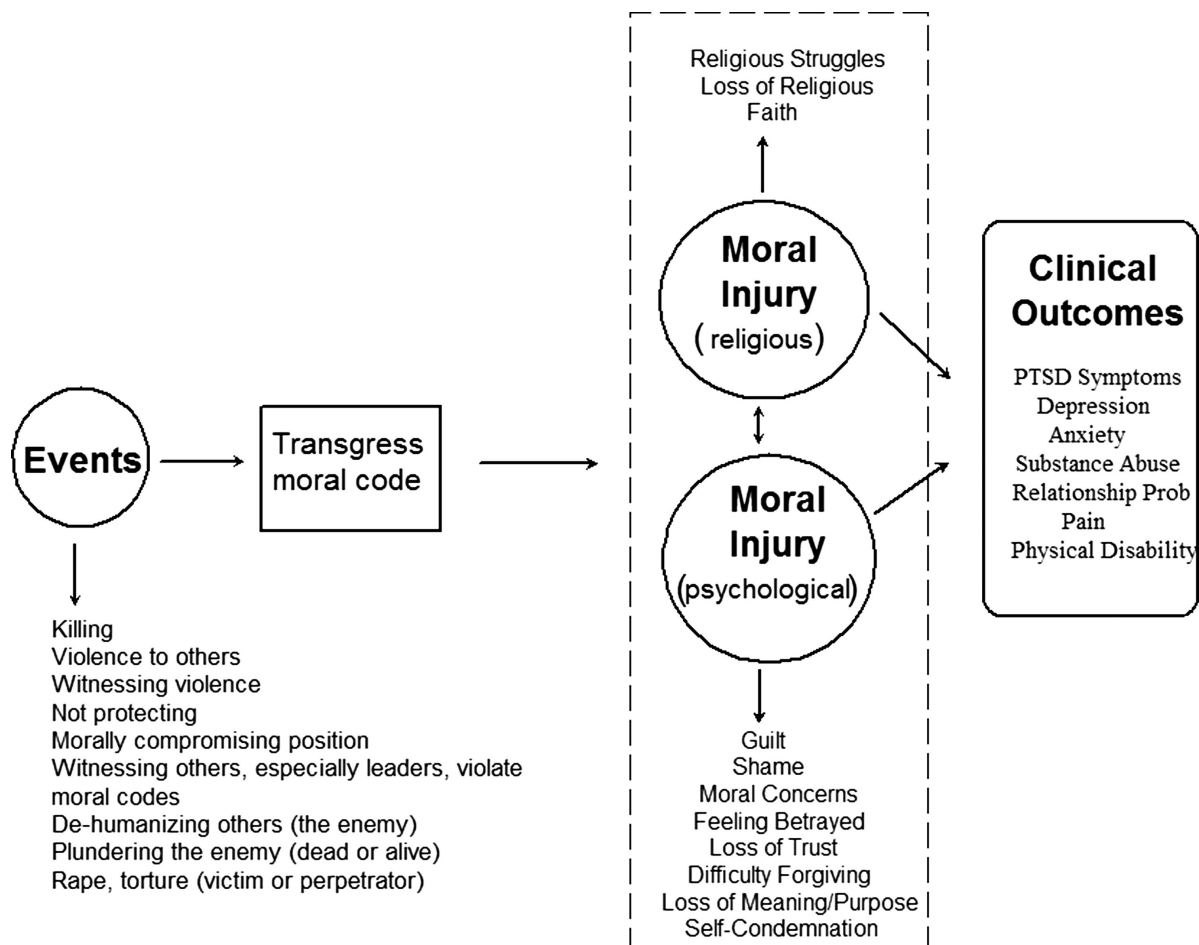 Events
Killing
Violence to others
Witnessing violence
Not protecting
Morally compromising position
Witnessing others, especially leaders, violate
moral codes
De-humanizing others (the enemy)
Plundering the enemy (dead or alive)
Rape, torture (victim or perpetrator)
Transgress
moral code
Religious Struggles
Loss of Religious
Faith
Moral
Injury
(religious)
Moral
Injury
(psychological)
Guilt
Shame
Moral Concerns
Feeling Betrayed
Loss of Trust
Difficulty Forgiving
Loss of Meaning/Purpose
Self-Condemnation
Clinical
Outcomes
PTSD Symptoms
Depression
Anxiety
Substance Abuse
Relationship Prob
Pain
Physical Disability